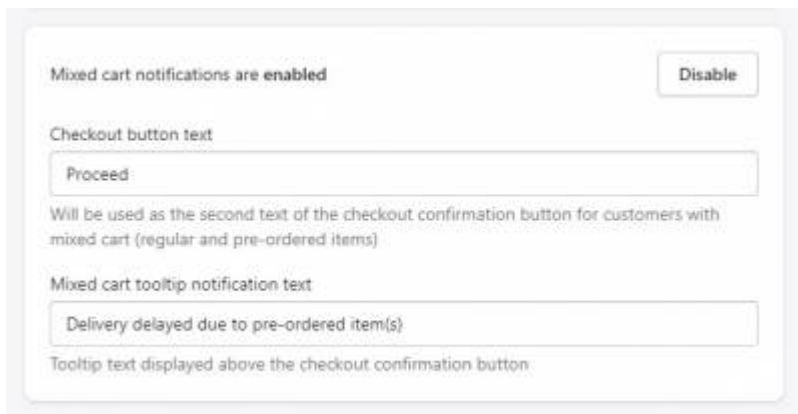 Mixed cart notifications are enabled
Disable
Checkout button text
Proceed
Will be used as the second text of the checkout confirmation button for customers with
mixed cart (regular and pre-ordered items)
Mixed cart tooltip notification text
Delivery delayed due to pre-ordered item(s)
Tooltip text displayed above the checkout confirmation button